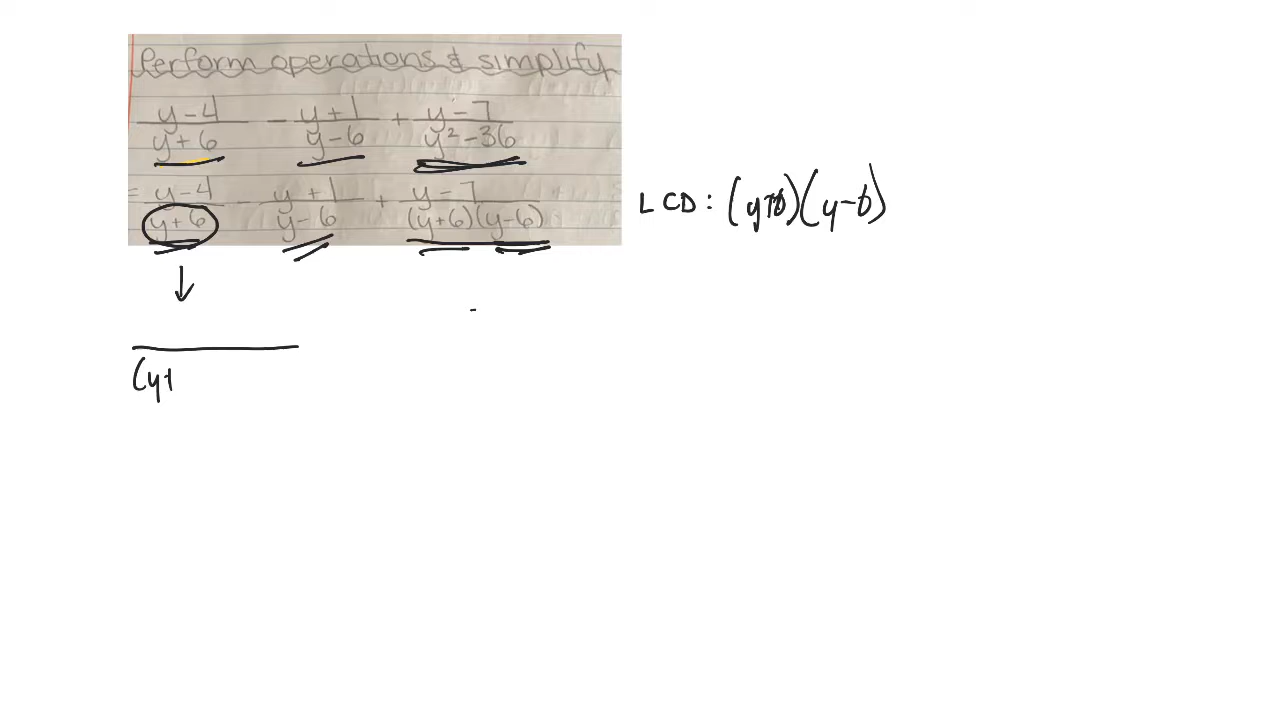 Perform operations & simplify
y-4/y+6 - y+1/y-6 + y-7/y²-36
= y-4/y+6 - y+1/y-6 + y-7/(y+6)(y-6)
LCD: (y+6)(y-6)
(y+